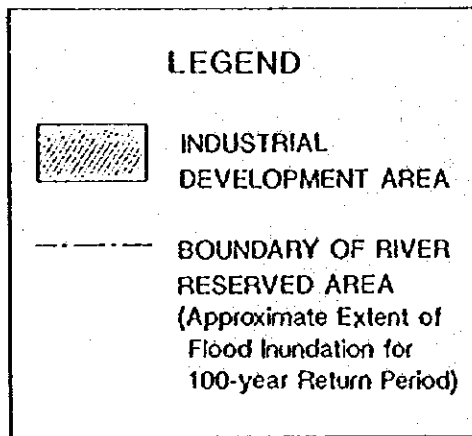 LEGEND
INDUSTRIAL
DEVELOPMENT AREA
BOUNDARY OF RIVER
RESERVED AREA
(Approximate Extent of
Flood Inundation for
100-year Return Period)